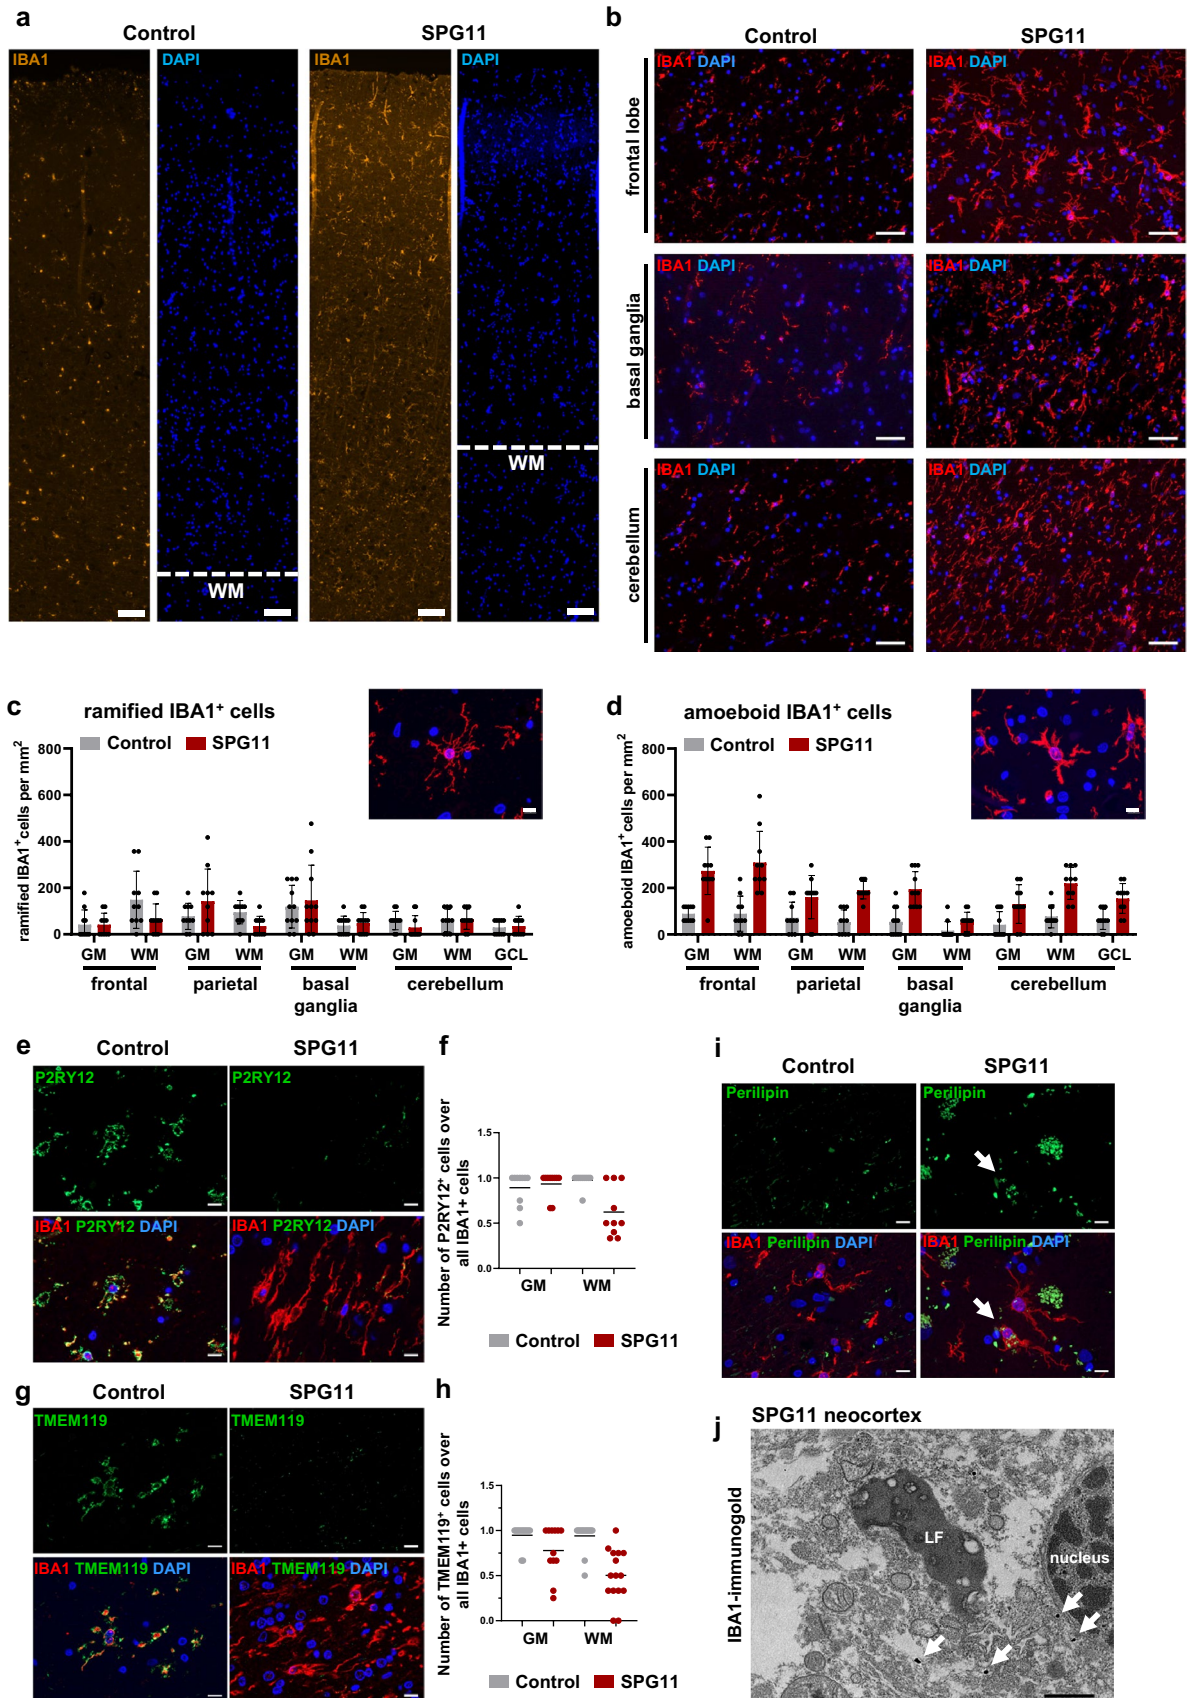 a
Control
SPG11
IBA1
DAPI
IBA1
DAPI
WM
WM
b
Control
SPG11
frontal lobe
basal ganglia
cerebellum
IBA1 DAPI
IBA1 DAPI
IBA1 DAPI
IBA1 DAPI
IBA1 DAPI
IBA1 DAPI
c
ramified IBA1⁺ cells
Control
SPG11
ramified IBA1⁺cells per mm²
800
600
400
200
0
GM WM GM WM GM WM GM WM GCL
frontal
parietal
basal
ganglia
cerebellum
d
amoeboid IBA1⁺ cells
Control
SPG11
amoeboid IBA1⁺cells per mm²
800
600
400
200
0
GM WM GM WM GM WM GM WM GCL
frontal
parietal
basal
ganglia
cerebellum
e
Control
SPG11
P2RY12
P2RY12
IBA1 P2RY12 DAPI
IBA1 P2RY12 DAPI
f
Number of P2RY12⁺ cells over
all IBA1+ cells
1.5
1.0
0.5
0.0
GM
WM
Control
SPG11
g
Control
SPG11
TMEM119
TMEM119
IBA1 TMEM119 DAPI
IBA1 TMEM119 DAPI
h
Number of TMEM119⁺ cells over
all IBA1+ cells
1.5
1.0
0.5
0.0
GM
WM
Control
SPG11
i
Control
SPG11
Perilipin
Perilipin
IBA1 Perilipin DAPI
IBA1 Perilipin DAPI
j
SPG11 neocortex
IBA1-immunogold
LF
nucleus